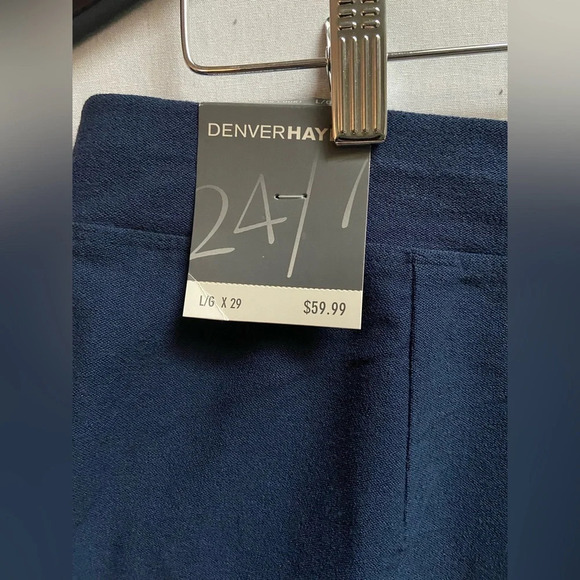 DENVERHAY
24/7
L/G X 29 $59.99